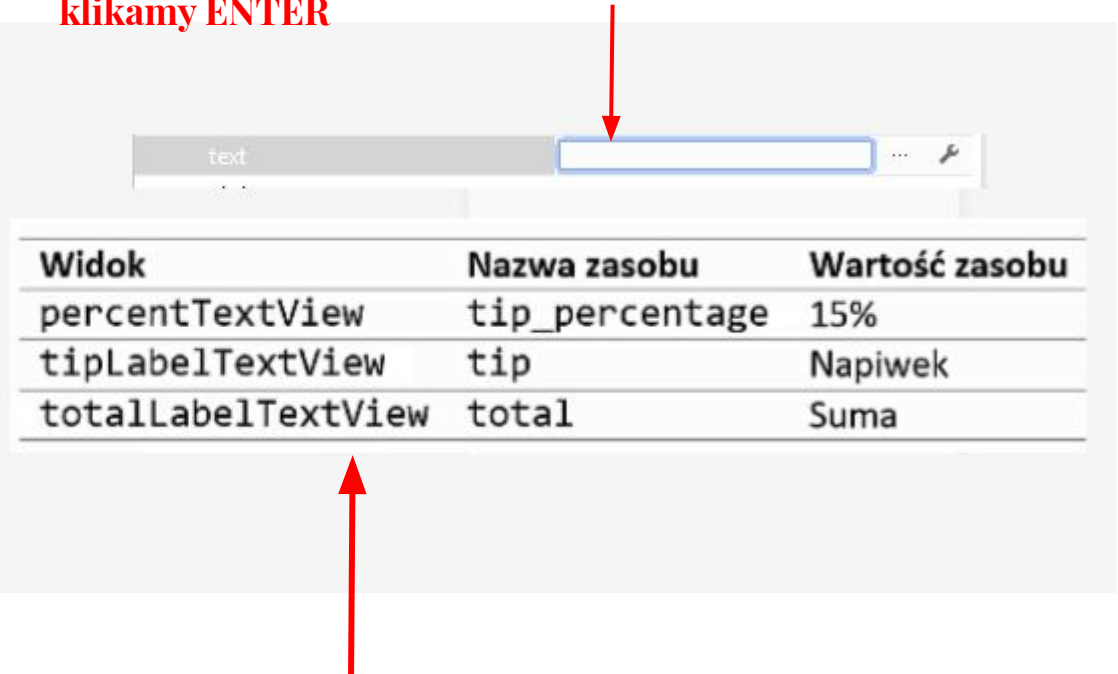 klikamy ENTER
text
...
Widok Nazwa zasobu Wartość zasobu
percentTextView tip_percentage 15%
tipLabelTextView tip Napiwek
totalLabelTextView total Suma